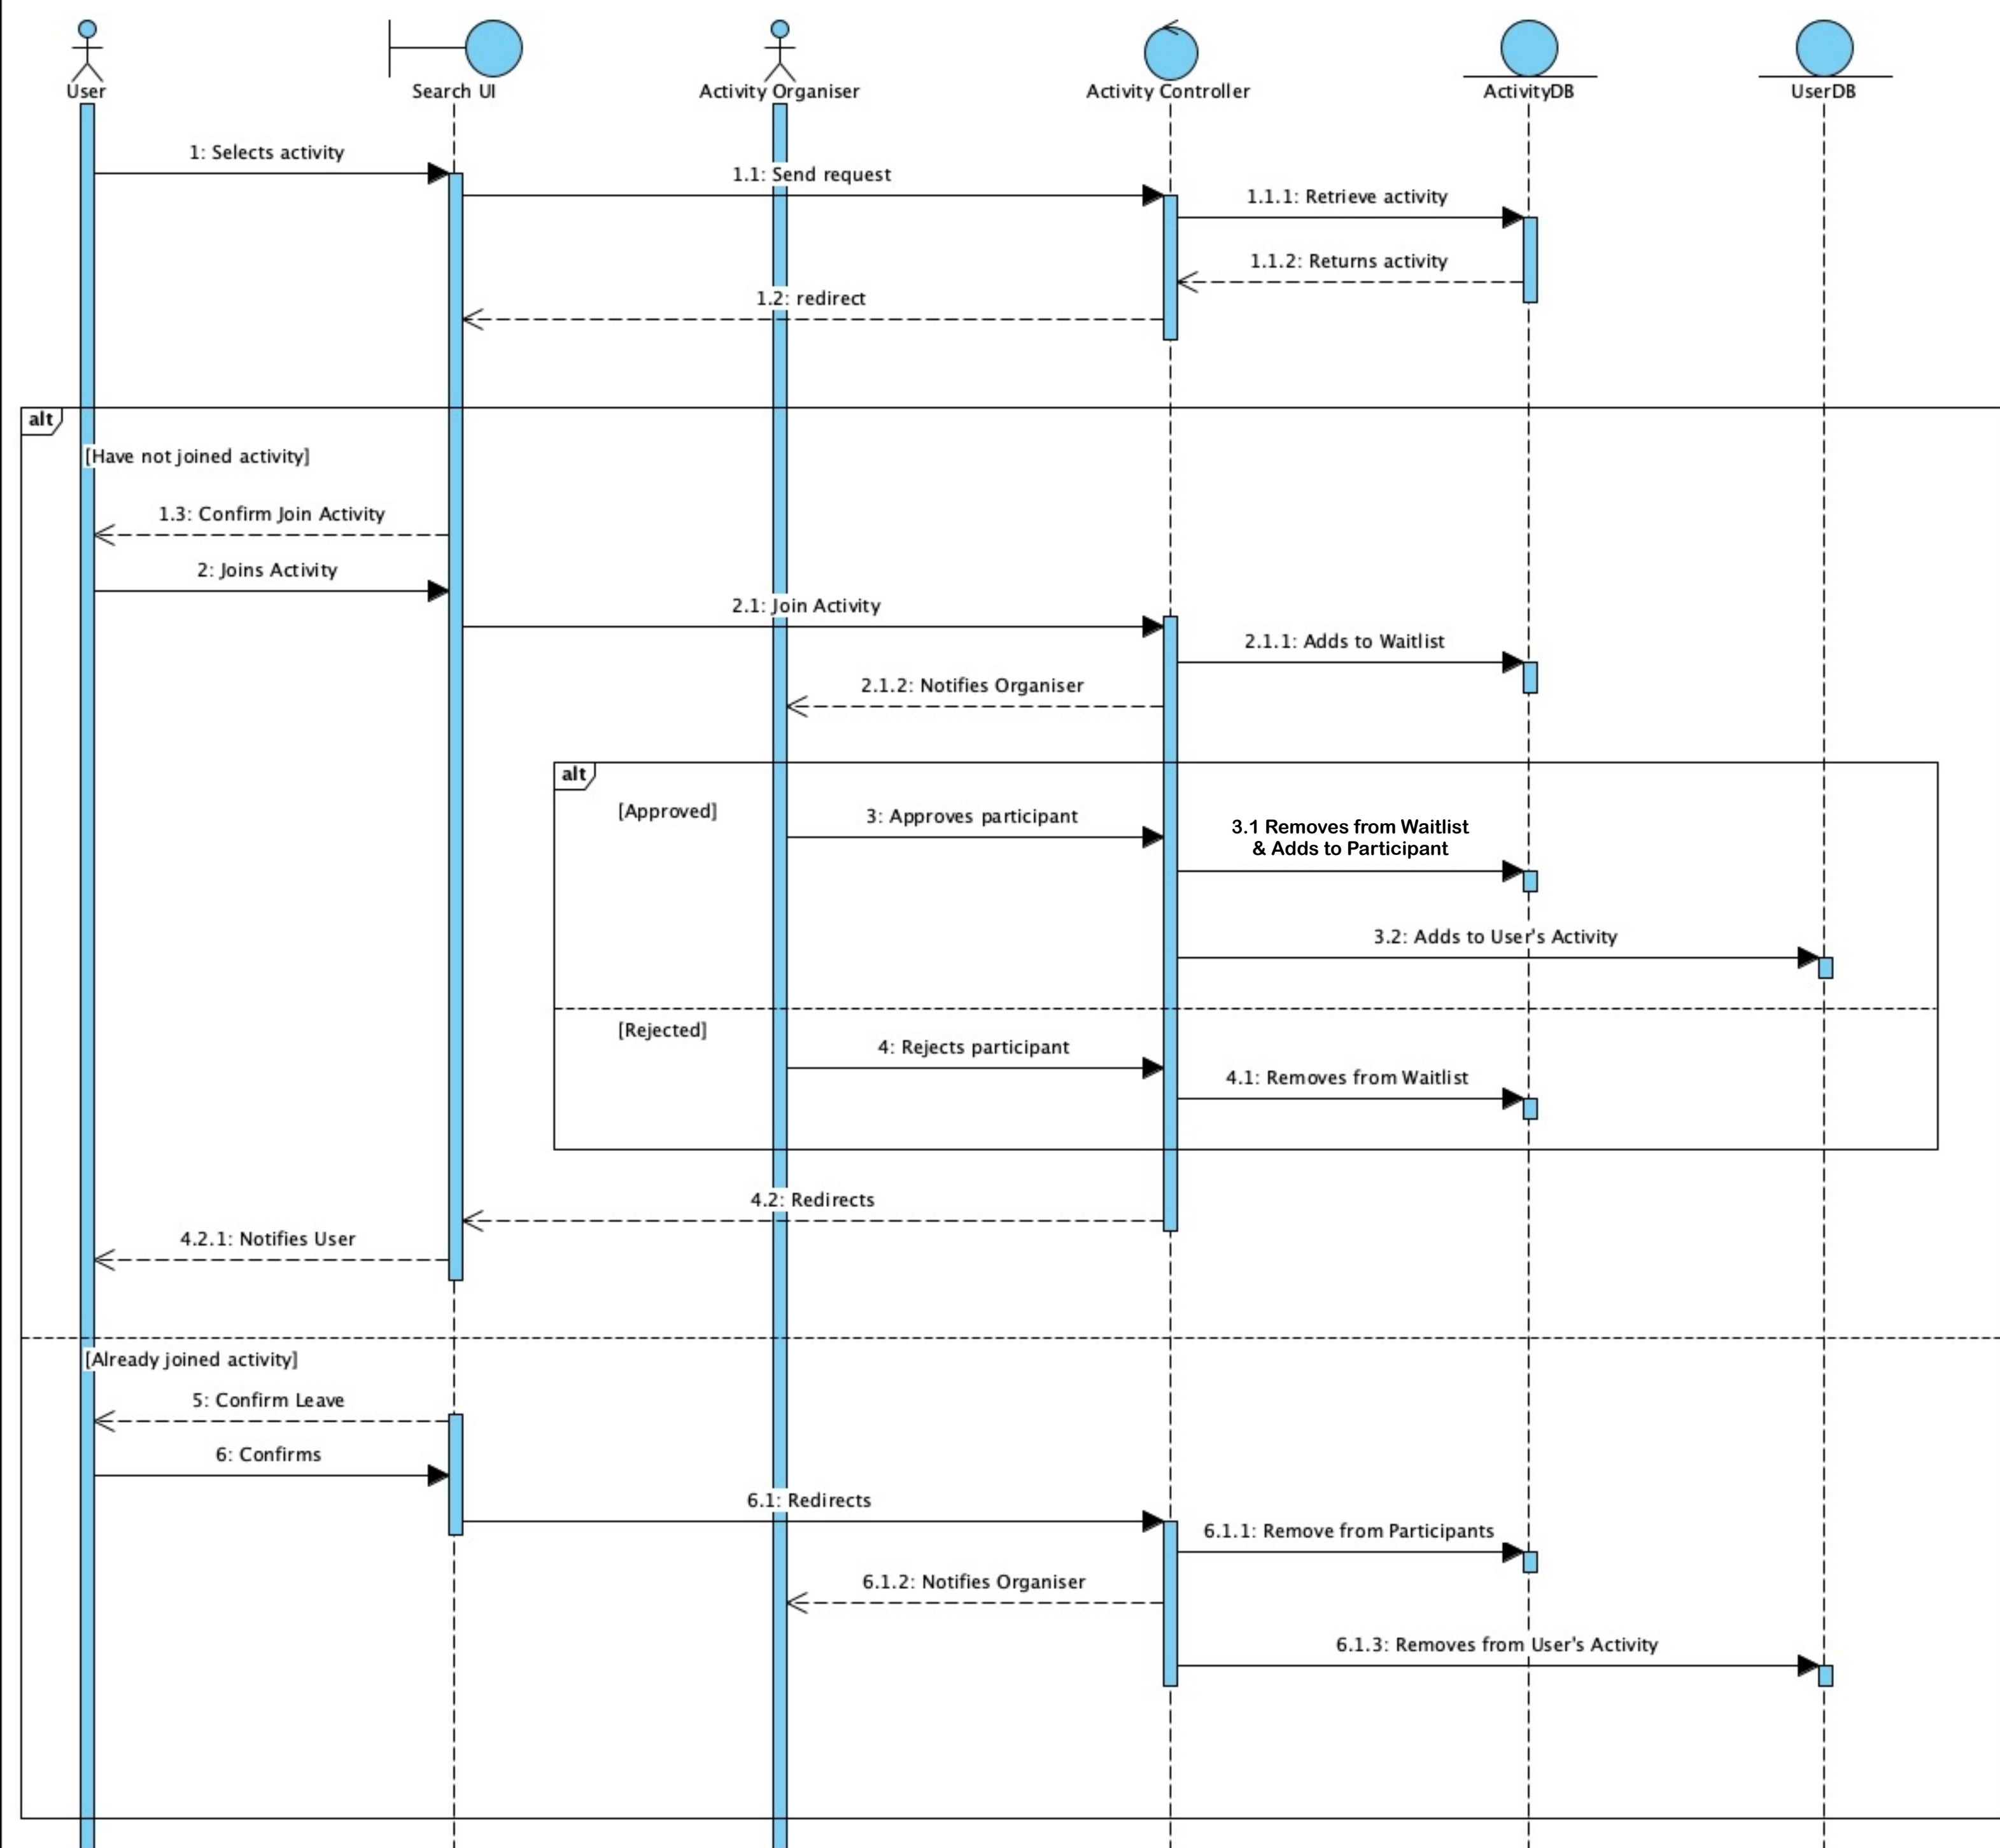 User
Search UI
Activity Organiser
Activity Controller
ActivityDB
UserDB
1: Selects activity
1.1: Send request
1.1.1: Retrieve activity
1.1.2: Returns activity
1.2: redirect
alt
[Have not joined activity]
1.3: Confirm Join Activity
2: Joins Activity
2.1: Join Activity
2.1.1: Adds to Waitlist
2.1.2: Notifies Organiser
alt
[Approved]
3: Approves participant
3.1 Removes from Waitlist
& Adds to Participant
3.2: Adds to User's Activity
[Rejected]
4: Rejects participant
4.1: Removes from Waitlist
4.2: Redirects
4.2.1: Notifies User
[Already joined activity]
5: Confirm Leave
6: Confirms
6.1: Redirects
6.1.1: Remove from Participants
6.1.2: Notifies Organiser
6.1.3: Removes from User's Activity